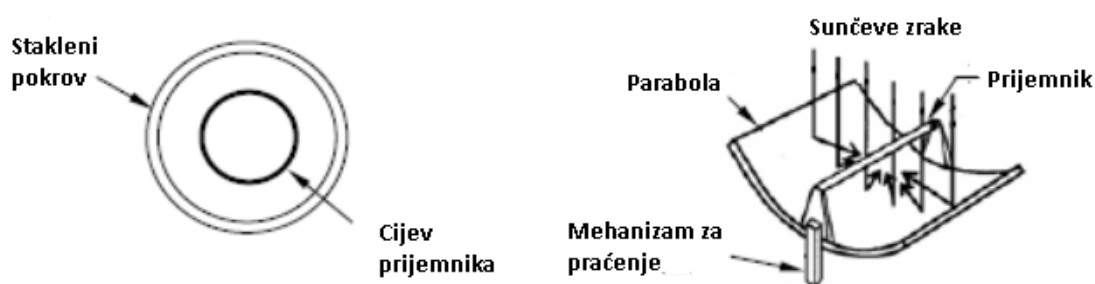 Stakleni
pokrov
Cijev
prijemnika
Sunčeve zrake
Parabola
Prijemnik
Mehanizam za
praćenje